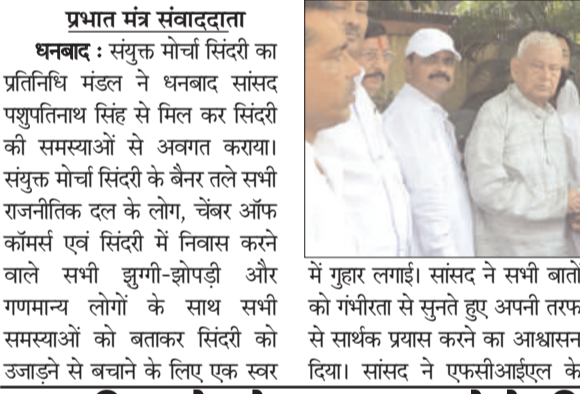 प्रभात मंत्र संवाददाता
धनबाद : संयुक्त मोर्चा सिंदरी का
प्रतिनिधि मंडल ने धनबाद सांसद
पशुपतिनाथ सिंह से मिल कर सिंदरी
की समस्याओं से अवगत कराया।
संयुक्त मोर्चा सिंदरी के बैनर तले सभी
राजनीतिक दल के लोग, चेंबर ऑफ
कॉमर्स एवं सिंदरी में निवास करने
वाले सभी झुग्गी-झोपड़ी और
गणमान्य लोगों के साथ सभी
समस्याओं को बताकर सिंदरी को
उजाड़ने से बचाने के लिए एक स्वर
में गुहार लगाई। सांसद ने सभी बातों
को गंभीरता से सुनते हुए अपनी तरफ
से सार्थक प्रयास करने का आश्वासन
दिया। सांसद ने एफसीआईएल के